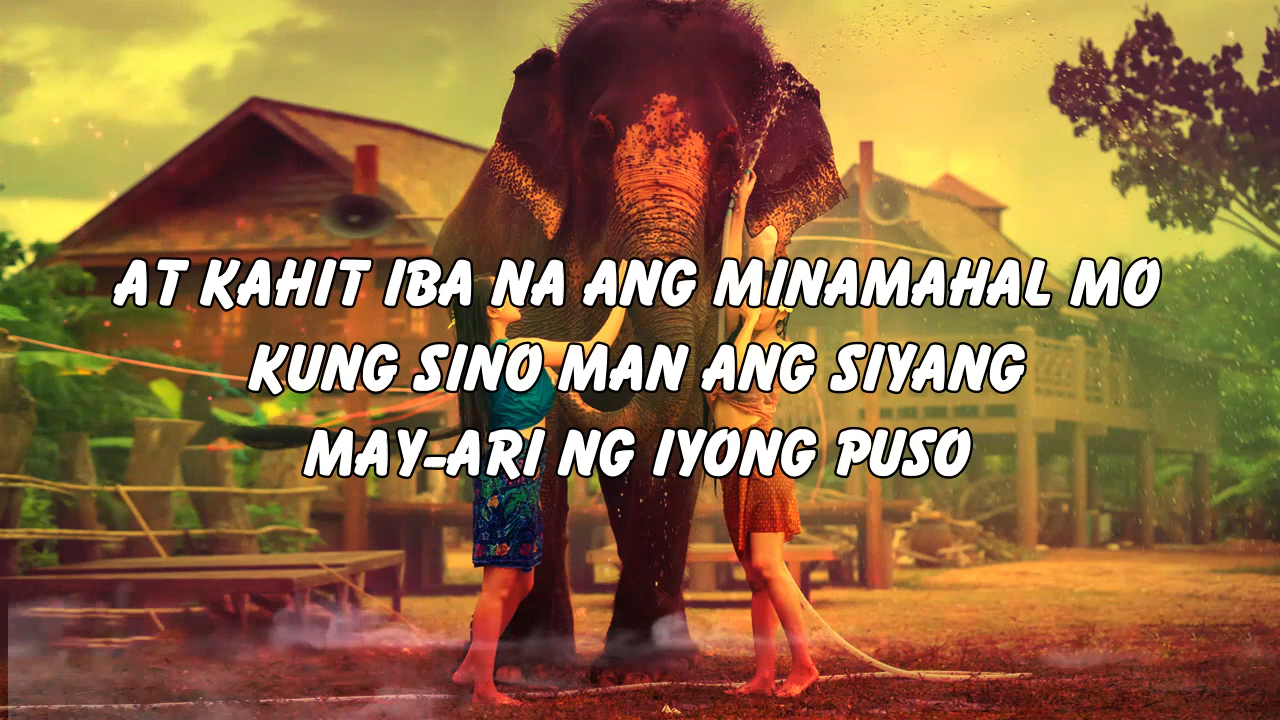 AT KAHIT IBA NA ANG MINAMAHAL MO
KUNG SINO MAN ANG SIYANG
MAY-ARI NG IYONG PUSO